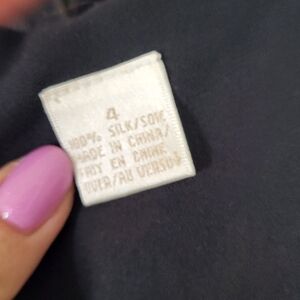 4
100% SILK/SOIE
MADE IN CHINA/
FAIT EN CHINE
OVER/AU VERSO